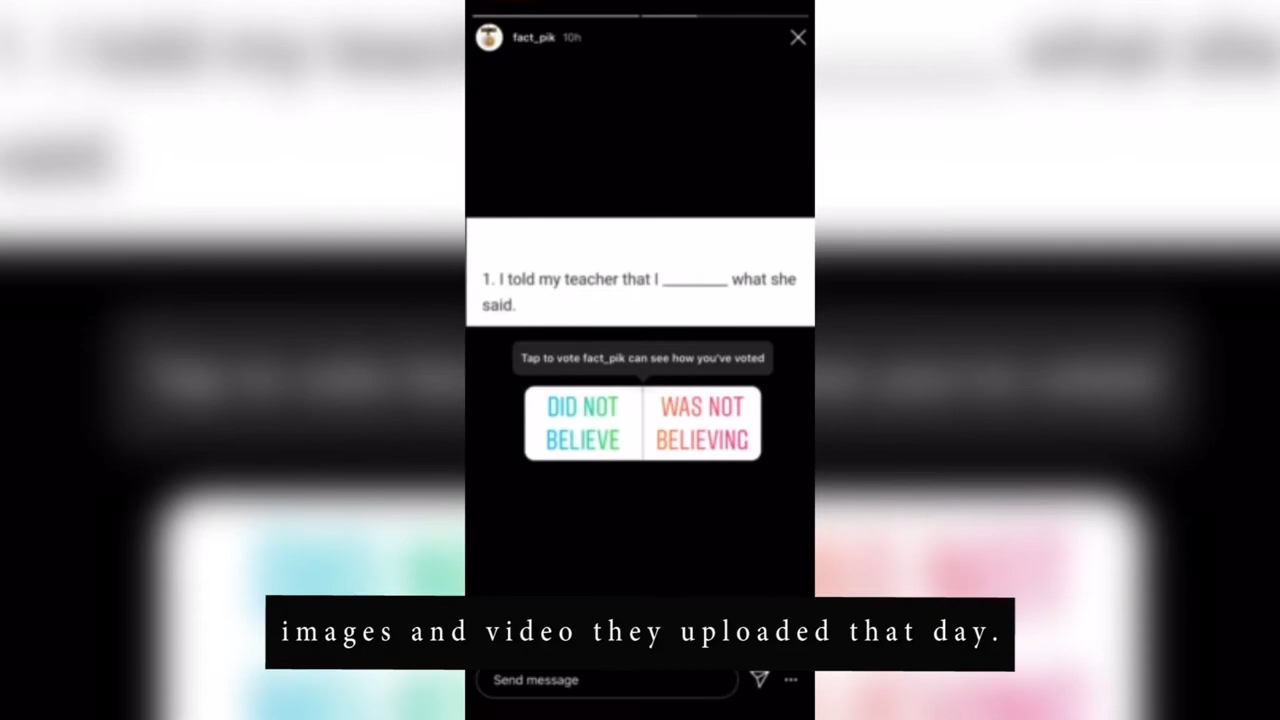 fact_pik 10h
1. I told my teacher that I ________ what she
said.
Tap to vote fact_pik can see how you've voted
DID NOT
BELIEVE
WAS NOT
BELIEVING
images and video they uploaded that day.
Send message